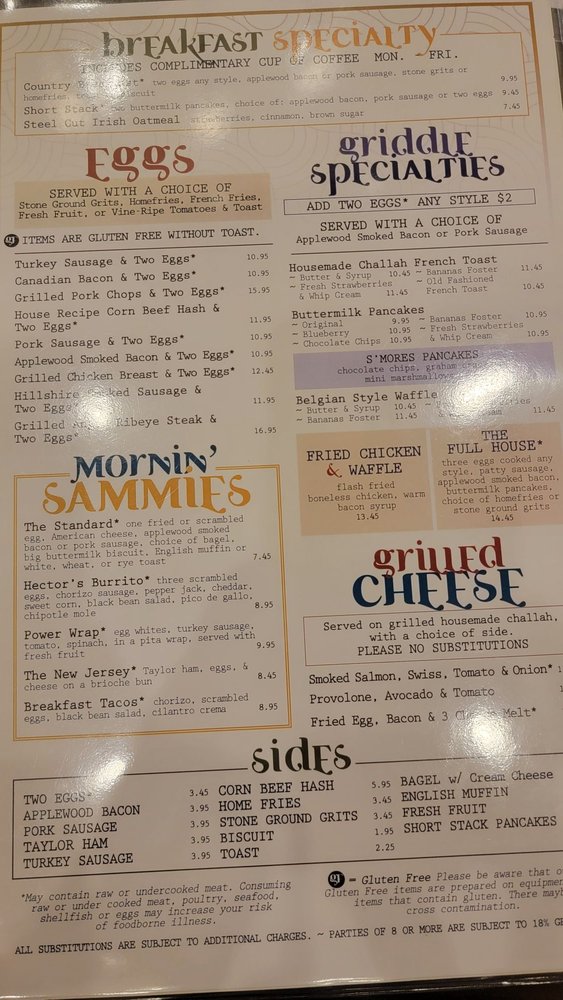 breakfast specialty
INCLUDES COMPLIMENTARY CUP OF COFFEE MON. FRI.
Country two eggs any style, applewood bacon or pork sausage, stone grits or
homefries, biscuit 9.95
Short Stack* two buttermilk pancakes, choice of: applewood bacon, pork sausage or two eggs 9.45
Steel Cut Irish Oatmeal strawberries, cinnamon, brown sugar 7.45
Eggs
SERVED WITH A CHOICE OF
Stone Ground Grits, Homefries, French Fries,
Fresh Fruit, or Vine-Ripe Tomatoes & Toast
gf ITEMS ARE GLUTEN FREE WITHOUT TOAST.
Turkey Sausage & Two Eggs* 10.95
Canadian Bacon & Two Eggs* 10.95
Grilled Pork Chops & Two Eggs* 15.95
House Recipe Corn Beef Hash &
Two Eggs* 11.95
Pork Sausage & Two Eggs* 10.95
Applewood Smoked Bacon & Two Eggs* 10.95
Grilled Chicken Breast & Two Eggs* 12.45
Hillshire Smoked Sausage &
Two Eggs* 11.95
Grilled Angus Ribeye Steak &
Two Eggs* 16.95
Mornin'
SAMMIES
The Standard* one fried or scrambled
egg, American cheese, applewood smoked
bacon or pork sausage, choice of bagel,
big buttermilk biscuit, English muffin or
white, wheat, or rye toast 7.45
Hector's Burrito* three scrambled
eggs, chorizo sausage, pepper jack, cheddar,
sweet corn, black bean salad, pico de gallo,
chipotle mole 8.95
Power Wrap* egg whites, turkey sausage,
tomato, spinach, in a pita wrap, served with
fresh fruit 9.95
The New Jersey* Taylor ham, eggs, &
cheese on a brioche bun 8.45
Breakfast Tacos* chorizo, scrambled
eggs, black bean salad, cilantro crema 8.95
griddle
specialties
ADD TWO EGGS* ANY STYLE $2
SERVED WITH A CHOICE OF
Applewood Smoked Bacon or Pork Sausage
Housemade Challah French Toast
~ Butter & Syrup 10.45 ~ Bananas Foster 11.45
~ Fresh Strawberries ~ Old Fashioned
& Whip Cream 11.45 French Toast 10.45
Buttermilk Pancakes
~ Original 9.95 ~ Bananas Foster 10.95
~ Blueberry 10.95 ~ Fresh Strawberries
~ Chocolate Chips 10.95 & Whip Cream 10.95
S'MORES PANCAKES
chocolate chips, graham
mini marshmallows
Belgian Style Waffle
~ Butter & Syrup 10.45
~ Bananas Foster 11.45 11.45
FRIED CHICKEN
& WAFFLE
flash fried
boneless chicken, warm
bacon syrup
13.45
THE
FULL HOUSE*
three eggs cooked any
style, patty sausage,
applewood smoked bacon,
buttermilk pancakes,
choice of homefries or
stone ground grits
14.45
grilled
CHEESE
Served on grilled housemade challah,
with a choice of side.
PLEASE NO SUBSTITUTIONS
Smoked Salmon, Swiss, Tomato & Onion*
Provolone, Avocado & Tomato
Fried Egg, Bacon & 3 Cheese Melt*
sides
TWO EGGS* 3.45
APPLEWOOD BACON 3.95
PORK SAUSAGE 3.95
TAYLOR HAM 3.95
TURKEY SAUSAGE 3.95
CORN BEEF HASH 5.95
HOME FRIES 3.45
STONE GROUND GRITS 3.45
BISCUIT 1.95
TOAST 2.25
BAGEL w/ Cream Cheese
ENGLISH MUFFIN
FRESH FRUIT
SHORT STACK PANCAKES
*May contain raw or undercooked meat. Consuming
raw or under cooked meat, poultry, seafood,
shellfish or eggs may increase your risk
of foodborne illness.
gf = Gluten Free Please be aware that
Gluten Free items are prepared on
items that contain gluten. There may
cross contamination.
ALL SUBSTITUTIONS ARE SUBJECT TO ADDITIONAL CHARGES. ~ PARTIES OF 8 OR MORE ARE SUBJECT TO 18%